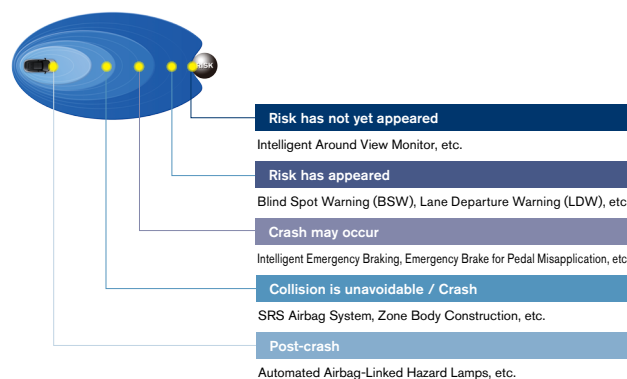 RISK
Risk has not yet appeared
Intelligent Around View Monitor, etc.
Risk has appeared
Blind Spot Warning (BSW), Lane Departure Warning (LDW), etc
Crash may occur
Intelligent Emergency Braking, Emergency Brake for Pedal Misapplication, etc
Collision is unavoidable / Crash
SRS Airbag System, Zone Body Construction, etc.
Post-crash
Automated Airbag-Linked Hazard Lamps, etc.